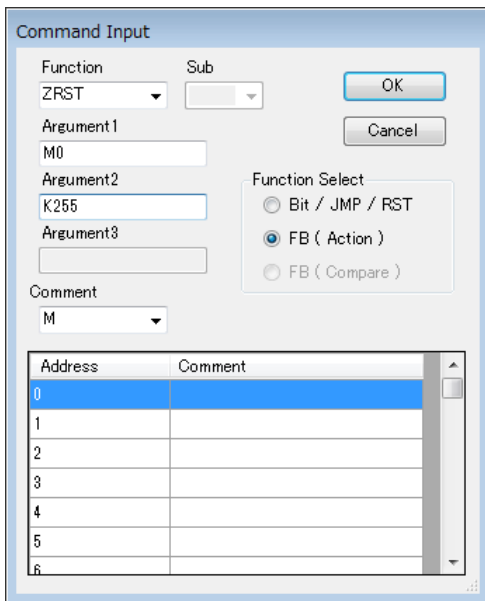 Command Input
Function Sub
ZRST
OK
Argument1
M0
Cancel
Argument2
K255
Function Select
Bit / JMP / RST
Argument3
FB ( Action )
FB ( Compare )
Comment
M
Address Comment
0
1
2
3
4
5
6